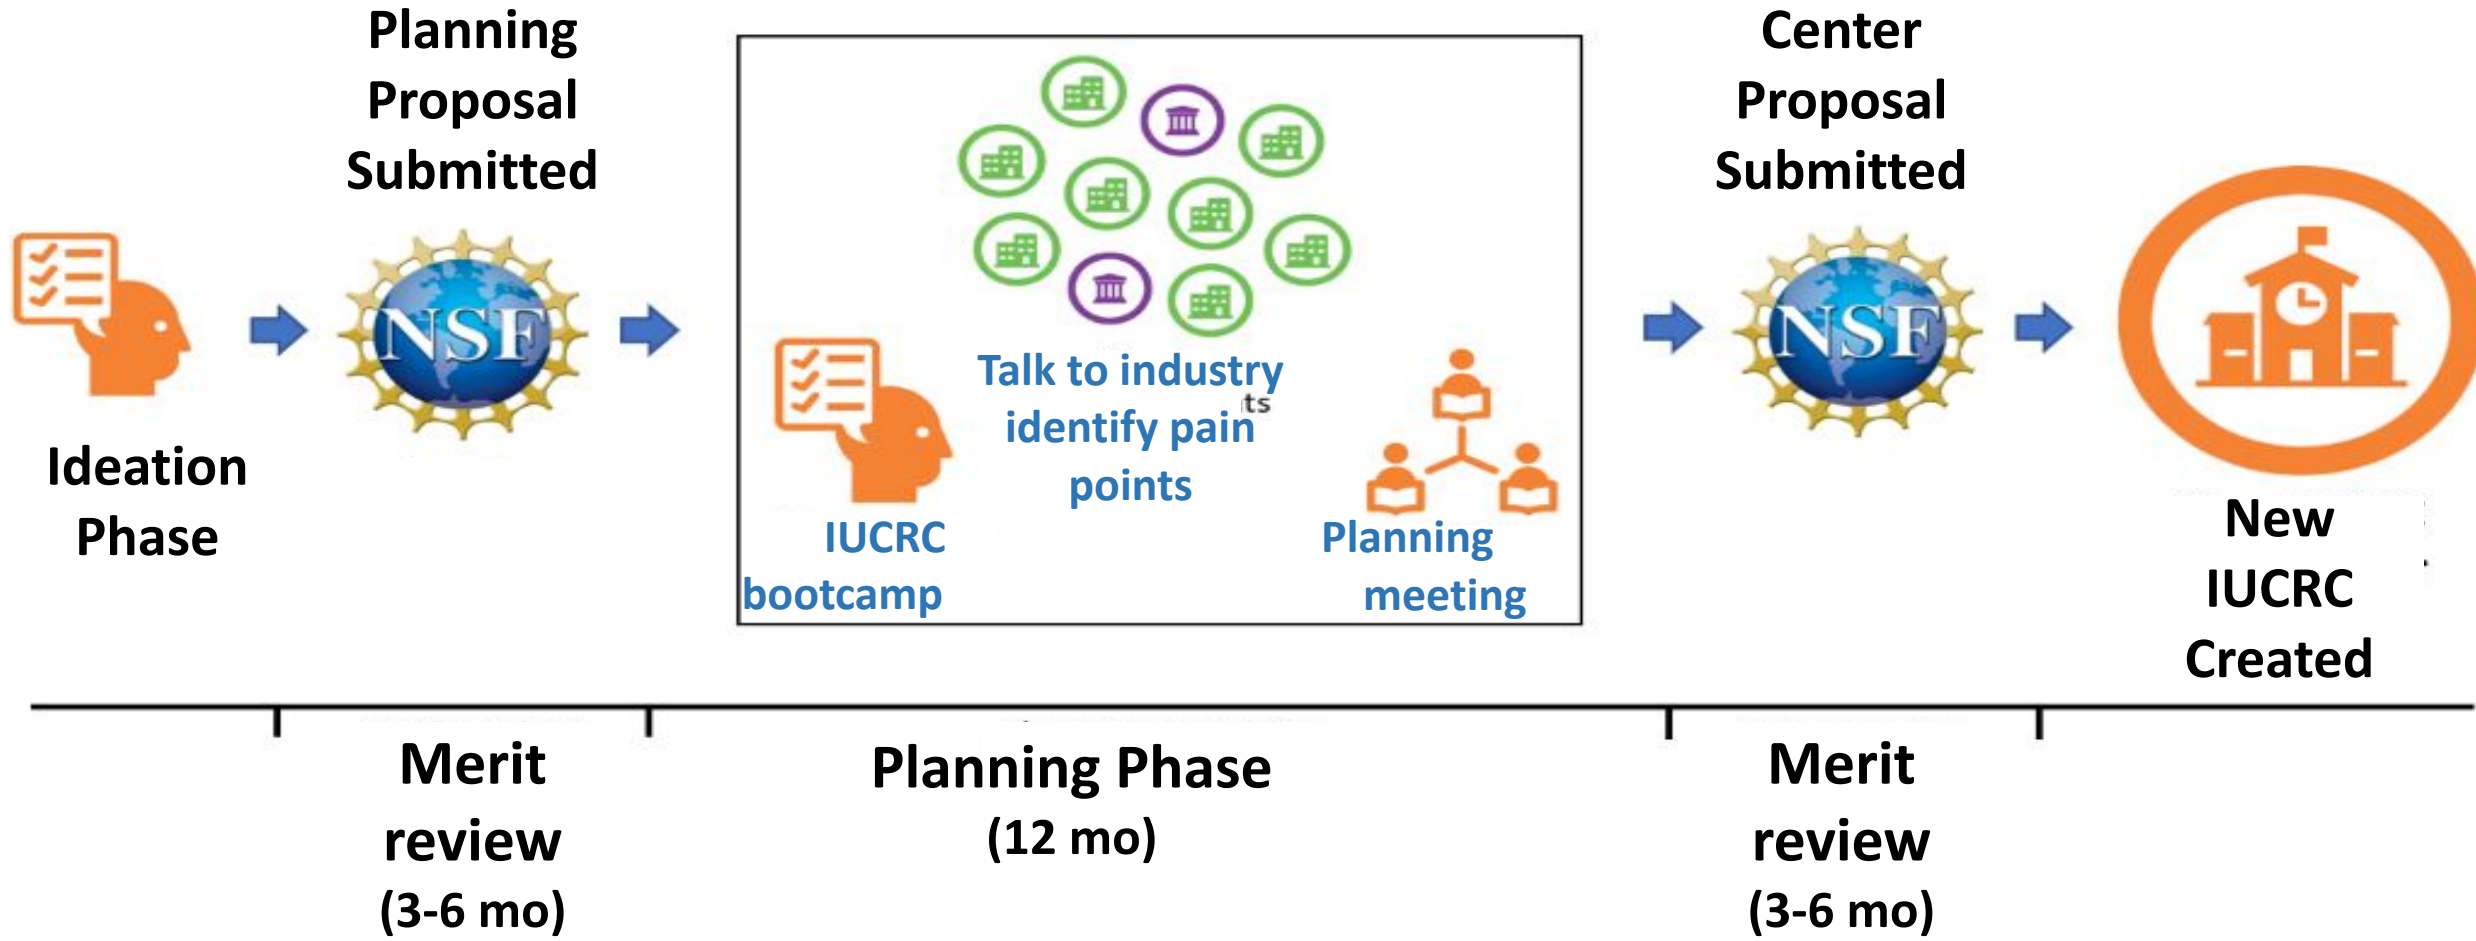 Planning
Proposal
Submitted
Center
Proposal
Submitted
NSF
NSF
Talk to industry
ts
identify pain
points
Ideation
Phase
IUCRC
bootcamp
Planning
meeting
New
IUCRC
Created
Merit
review
(3-6 mo)
Planning Phase
(12 mo)
Merit
review
(3-6 mo)